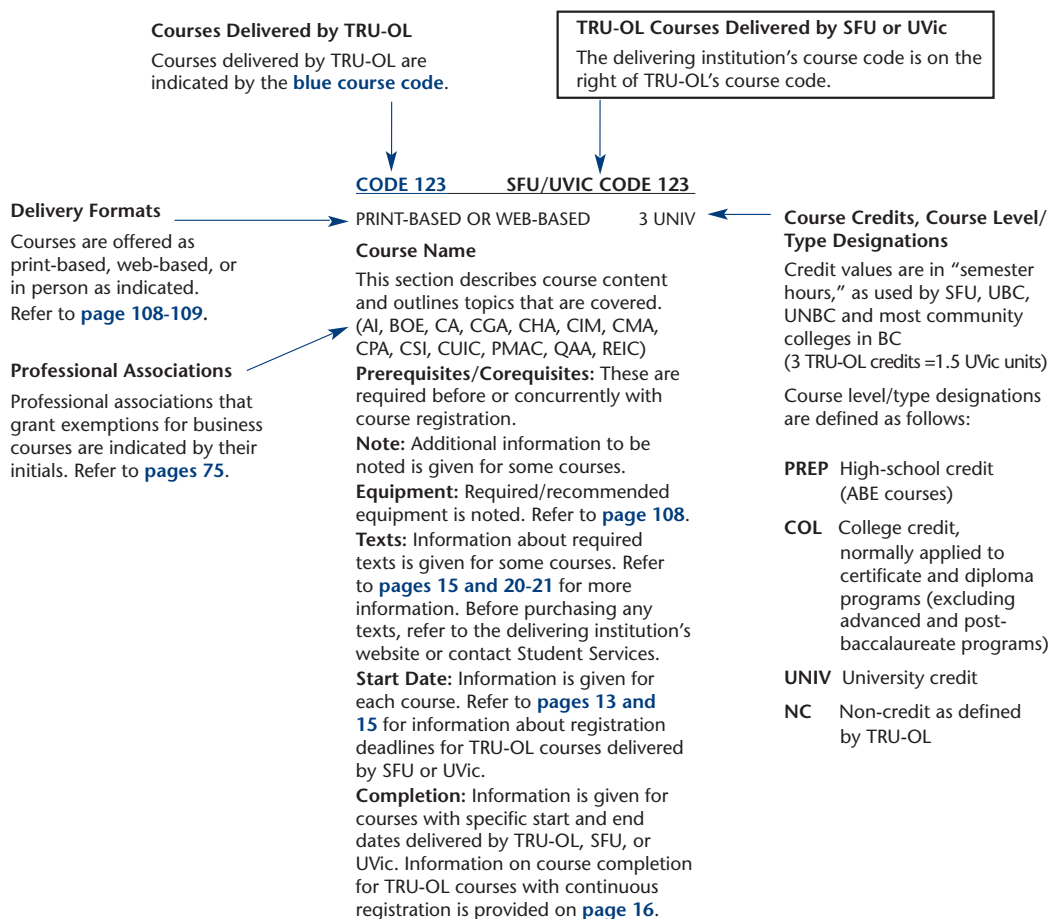 Courses Delivered by TRU-OL
Courses delivered by TRU-OL are
indicated by the blue course code.
TRU-OL Courses Delivered by SFU or UVic
The delivering institution’s course code is on the
right of TRU-OL’s course code.
CODE 123 SFU/UVIC CODE 123
PRINT-BASED OR WEB-BASED 3 UNIV
Delivery Formats
Courses are offered as
print-based, web-based, or
in person as indicated.
Refer to page 108-109.
Professional Associations
Professional associations that
grant exemptions for business
courses are indicated by their
initials. Refer to pages 75.
Course Name
This section describes course content
and outlines topics that are covered.
(AI, BOE, CA, CGA, CHA, CIM, CMA,
CPA, CSI, CUIC, PMAC, QAA, REIC)
Prerequisites/Corequisites: These are
required before or concurrently with
course registration.
Note: Additional information to be
noted is given for some courses.
Equipment: Required/recommended
equipment is noted. Refer to page 108.
Texts: Information about required
texts is given for some courses. Refer
to pages 15 and 20-21 for more
information. Before purchasing any
texts, refer to the delivering institution’s
website or contact Student Services.
Start Date: Information is given for
each course. Refer to pages 13 and
15 for information about registration
deadlines for TRU-OL courses delivered
by SFU or UVic.
Completion: Information is given for
courses with specific start and end
dates delivered by TRU-OL, SFU, or
UVic. Information on course completion
for TRU-OL courses with continuous
registration is provided on page 16.
Course Credits, Course Level/
Type Designations
Credit values are in “semester
hours,” as used by SFU, UBC,
UNBC and most community
colleges in BC
(3 TRU-OL credits =1.5 UVic units)
Course level/type designations
are defined as follows:
PREP High-school credit
(ABE courses)
COL College credit,
normally applied to
certificate and diploma
programs (excluding
advanced and post-
baccalaureate programs)
UNIV University credit
NC Non-credit as defined
by TRU-OL